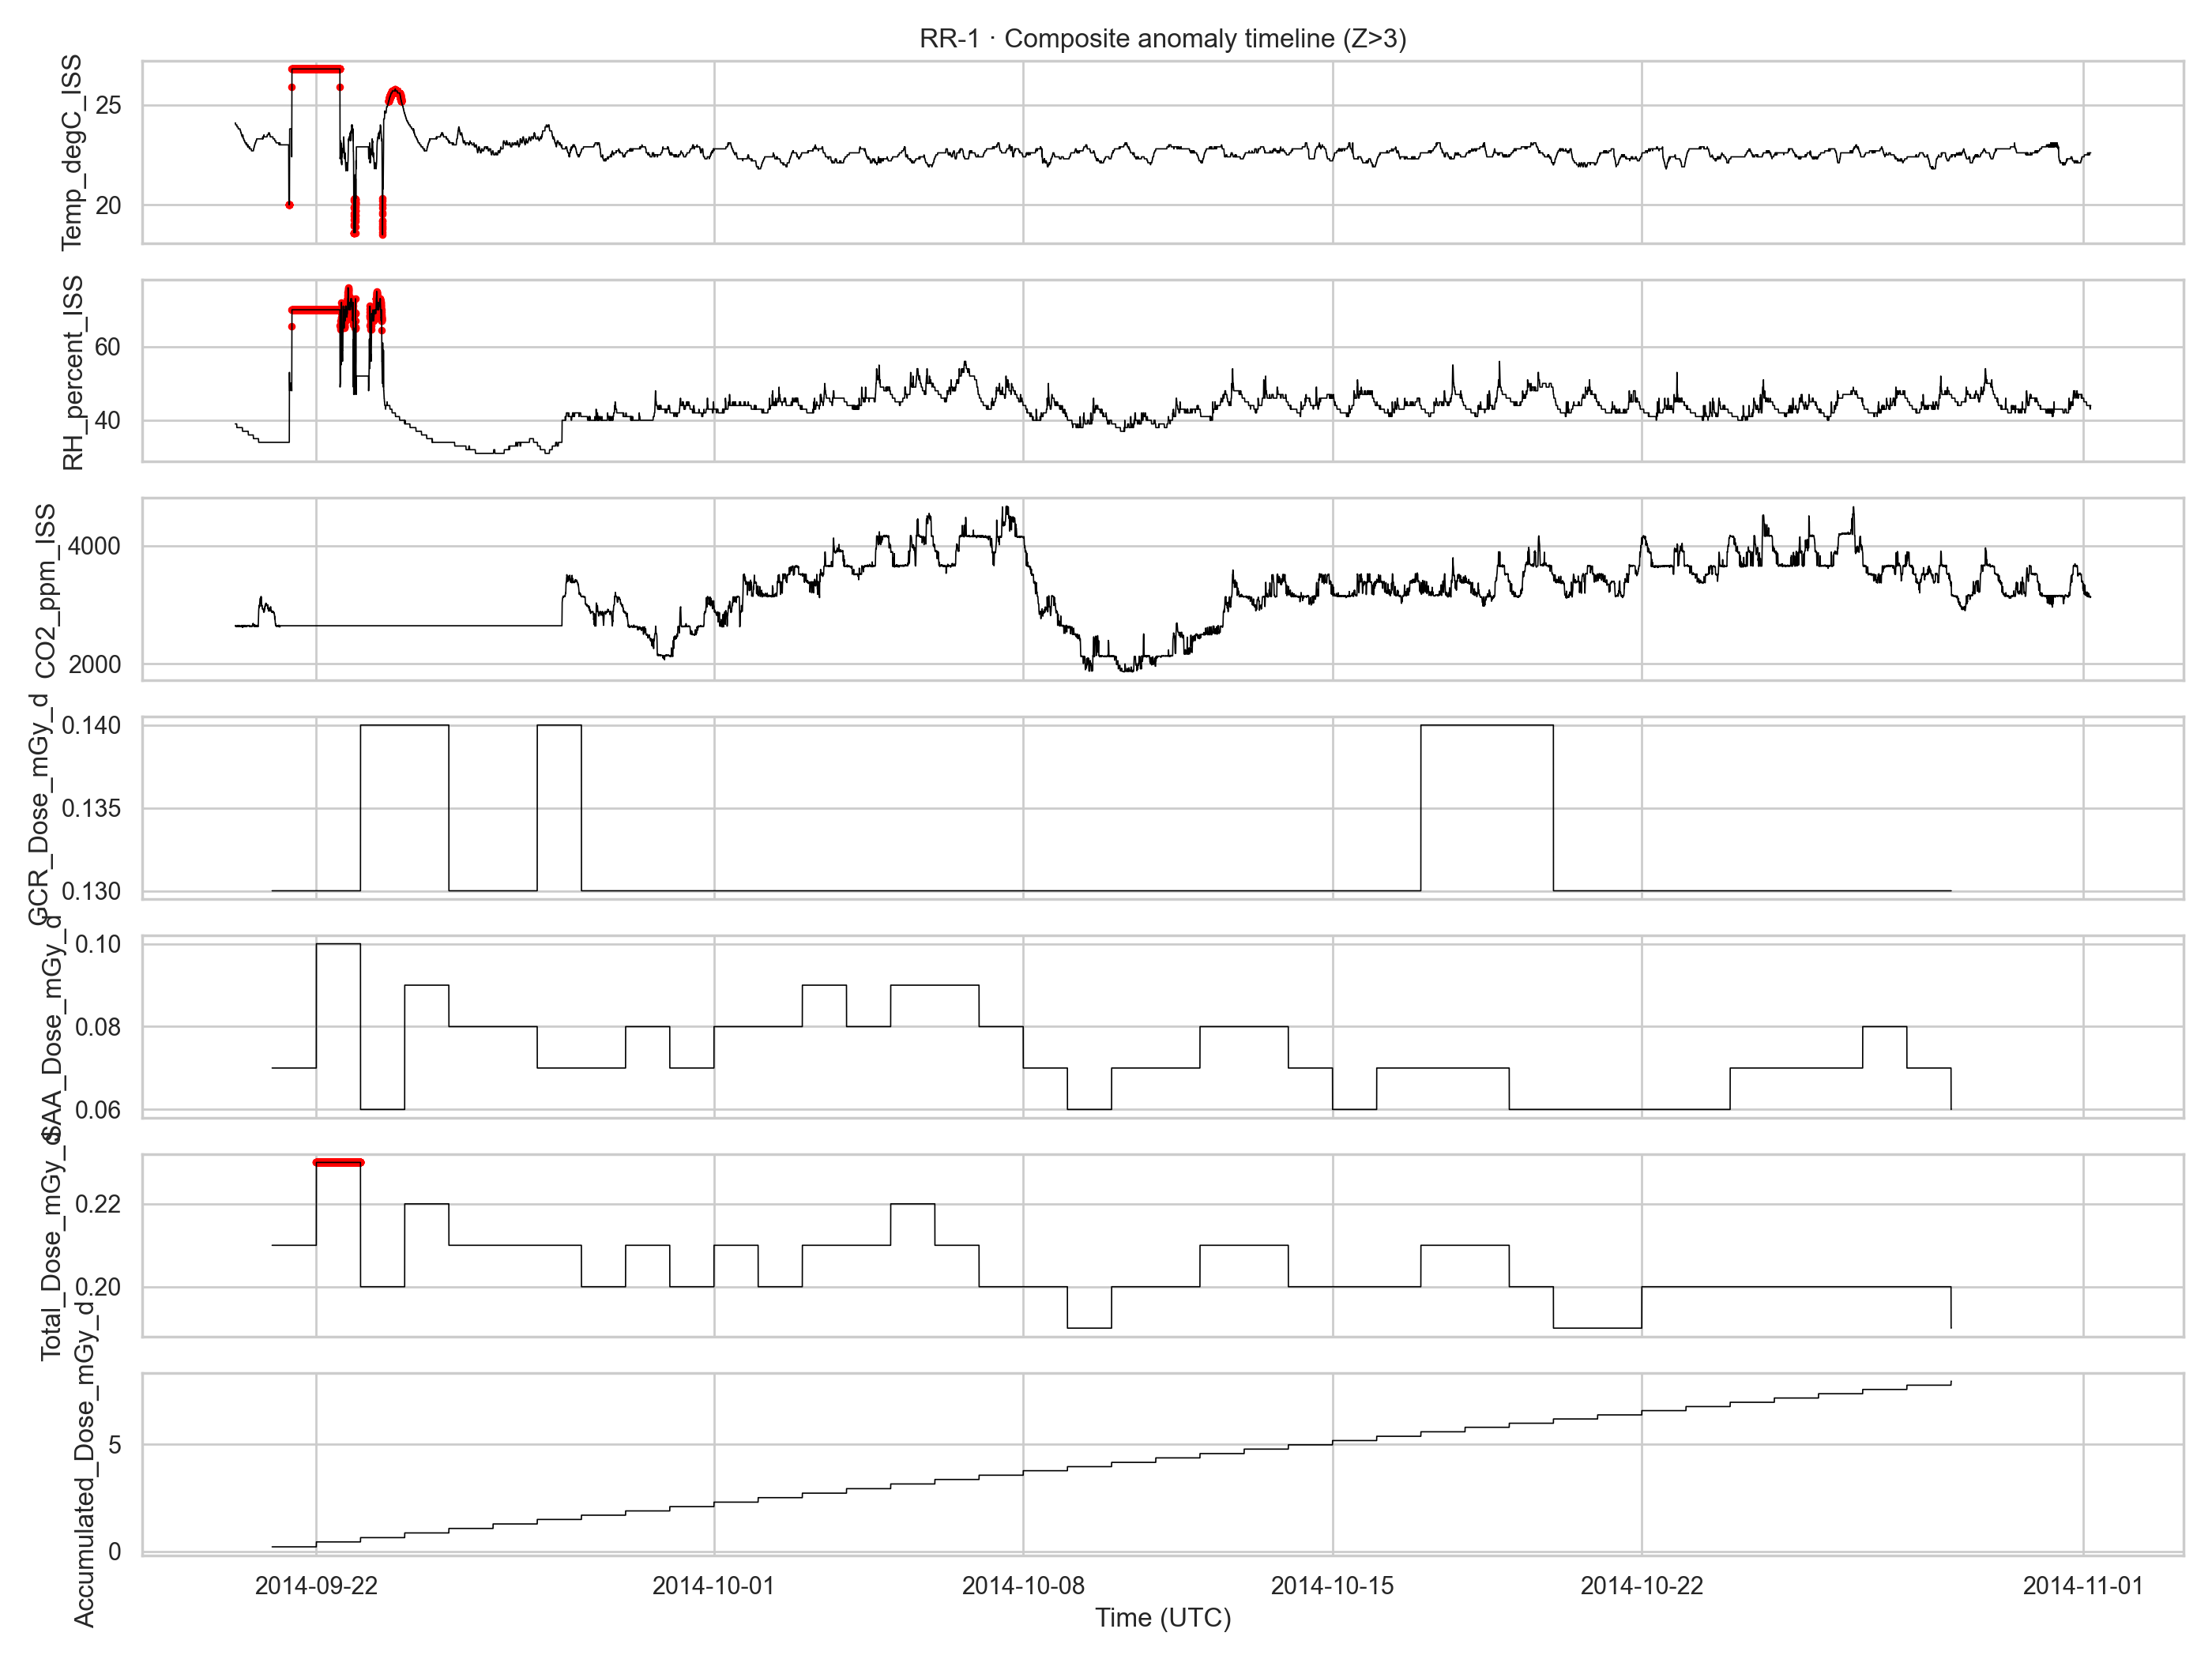 RR-1 · Composite anomaly timeline (Z>3)
Temp_degC_ISS
25
20
RH_percent_ISS
60
40
CO2_ppm_ISS
4000
2000
GCR_Dose_mGy_d
0.140
0.135
0.130
SAA_Dose_mGy_d
0.10
0.08
0.06
Total_Dose_mGy_d
0.22
0.20
Accumulated_Dose_mGy_d
5
0
2014-09-22
2014-10-01
2014-10-08
2014-10-15
2014-10-22
2014-11-01
Time (UTC)